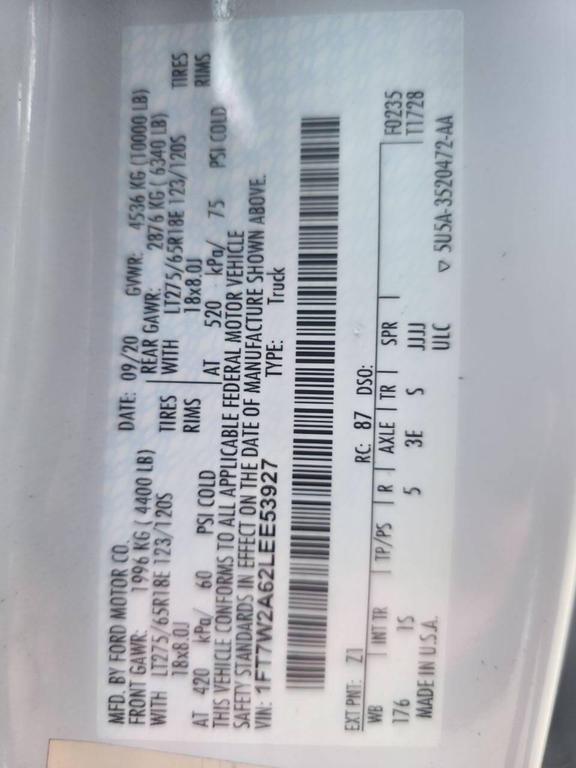 MFD. BY FORD MOTOR CO.
DATE: 09/20 GVWR: 4536 KG (10000 LB)
FRONT GAWR: 1996 KG ( 4400 LB) REAR GAWR: 2876 KG ( 6340 LB)
WITH LT275/65R18E 123/120S TIRES WITH LT275/65R18E 123/120S TIRES
18x8.0J RIMS 18x8.0J RIMS
AT 420 kPa/ 60 PSI COLD AT 520 kPa/ 75 PSI COLD
THIS VEHICLE CONFORMS TO ALL APPLICABLE FEDERAL MOTOR VEHICLE
SAFETY STANDARDS IN EFFECT ON THE DATE OF MANUFACTURE SHOWN ABOVE.
VIN: 1FT7W2A62LEE53927 TYPE: Truck
EXT PNT: Z1 RC: 87 DSO: F0235
WB INT TR TP/PS R AXLE TR SPR T1728
176 IS 5 3E S JJJJ
MADE IN U.S.A. ULC ▽ 5U5A-3520472-AA